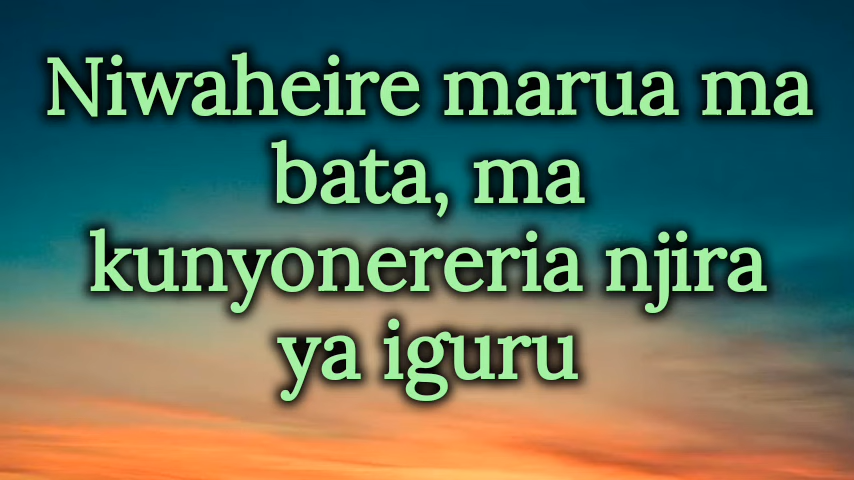 Niwaheire marua ma
bata, ma
kunyonereria njira
ya iguru